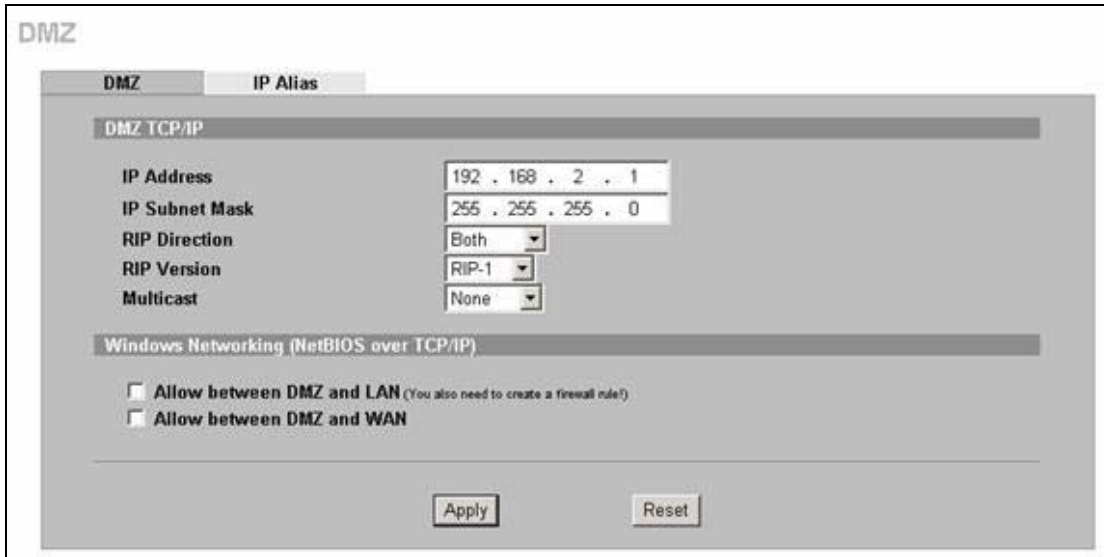 DMZ
DMZ IP Alias
DMZ TCP/IP
IP Address 192 . 168 . 2 . 1
IP Subnet Mask 255 . 255 . 255 . 0
RIP Direction Both
RIP Version RIP-1
Multicast None
Windows Networking (NetBIOS over TCP/IP)
Allow between DMZ and LAN (You also need to create a firewall rule!)
Allow between DMZ and WAN
Apply Reset